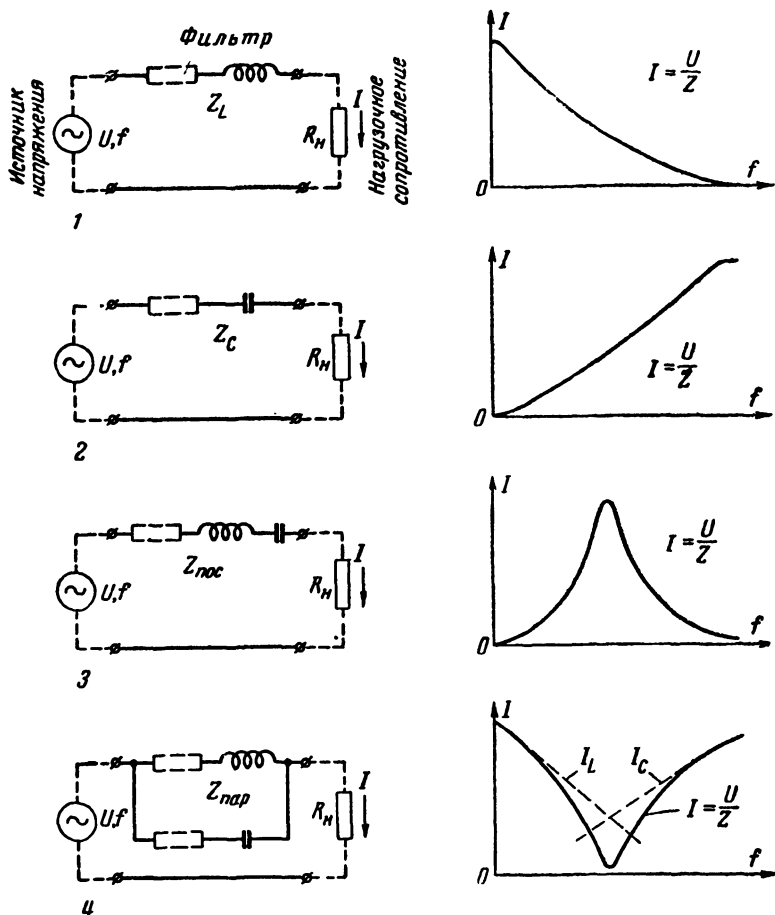 Фильтр
Источник напряжения
U,f
Z_L
R_н
I
Нагрузочное сопротивление
1
I
I = U/Z
0
f
U,f
Z_C
R_н
I
2
I
I = U/Z
0
f
U,f
Z_пос
R_н
I
3
I
I = U/Z
0
f
U,f
Z_пар
R_н
I
4
I
I_L
I_C
I = U/Z
0
f